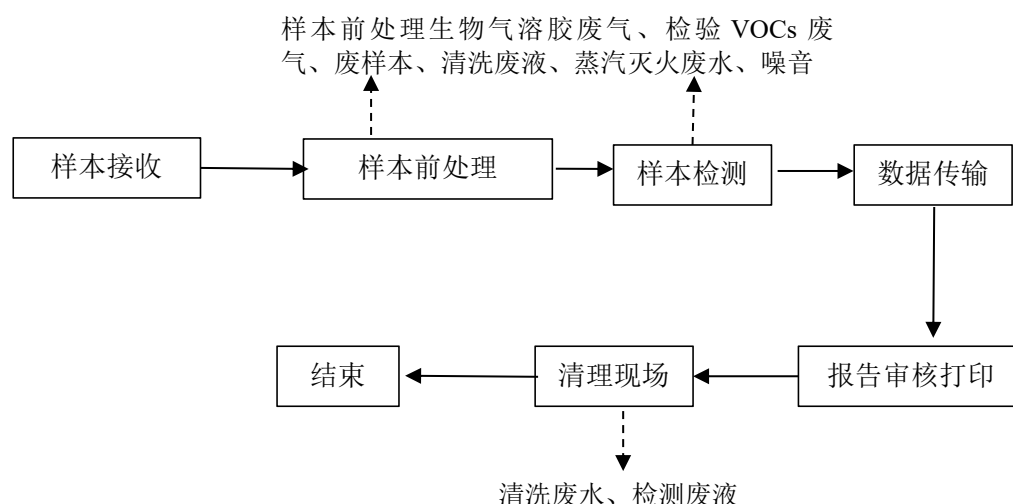 样本前处理生物气溶胶废气、检验 VOCs 废
气、废样本、清洗废液、蒸汽灭火废水、噪音
样本接收
样本前处理
样本检测
数据传输
结束
清理现场
报告审核打印
清洗废水、检测废液